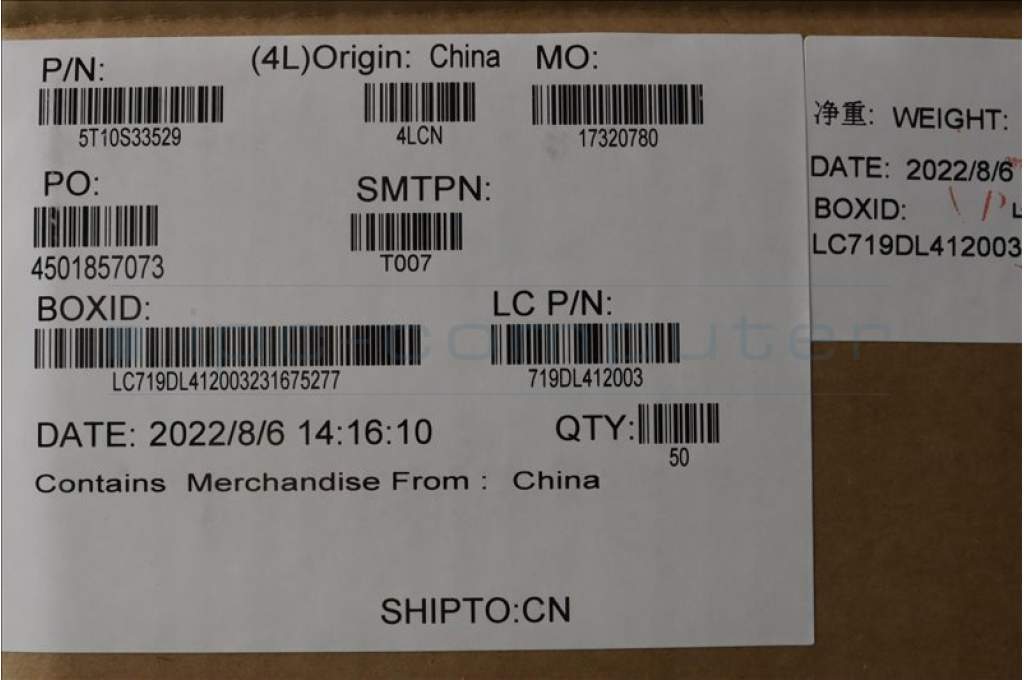 P/N:
(4L)Origin: China
MO:
5T10S33529
4LCN
17320780
PO:
SMTPN:
4501857073
T007
BOXID:
LC P/N:
LC719DL412003231675277
719DL412003
DATE: 2022/8/6 14:16:10
QTY:
50
Contains Merchandise From : China
SHIPTO:CN
净重: WEIGHT:
DATE: 2022/8/6
BOXID:
LC719DL412003
ipc-computer